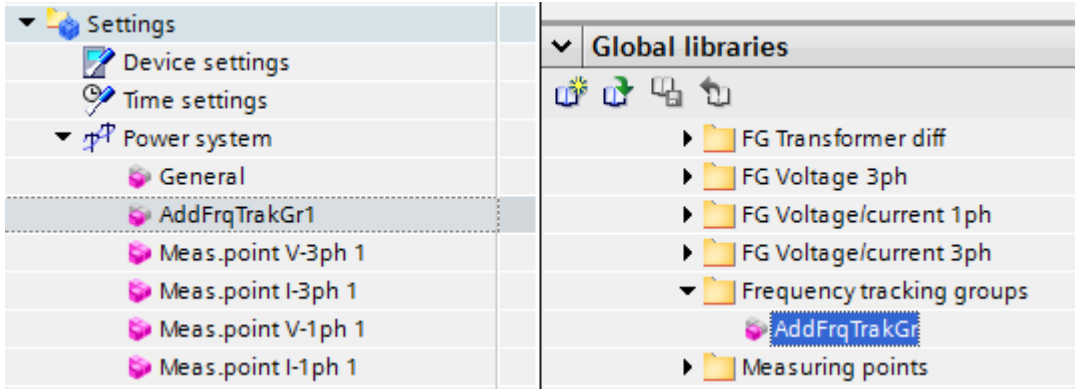 Settings
Device settings
Time settings
Power system
General
AddFrqTrakGr1
Meas.point V-3ph 1
Meas.point I-3ph 1
Meas.point V-1ph 1
Meas.point I-1ph 1
Global libraries
FG Transformer diff
FG Voltage 3ph
FG Voltage/current 1ph
FG Voltage/current 3ph
Frequency tracking groups
AddFrqTrakGr
Measuring points